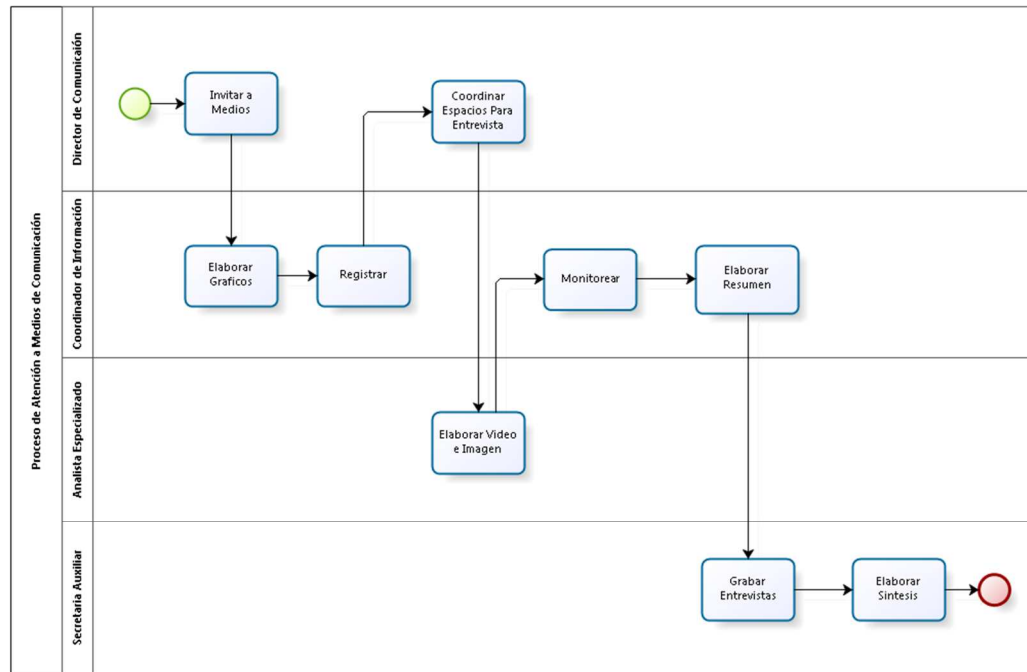 Proceso de Atención a Medios de Comunicación
Director de Comunicaión
Invitar a
Medios
Coordinar
Espacios Para
Entrevista
Coordinador de Información
Elaborar
Graficos
Registrar
Monitorear
Elaborar
Resumen
Analista Especializado
Elaborar Video
e Imagen
Secretaria Auxiliar
Grabar
Entrevistas
Elaborar
Sintesis